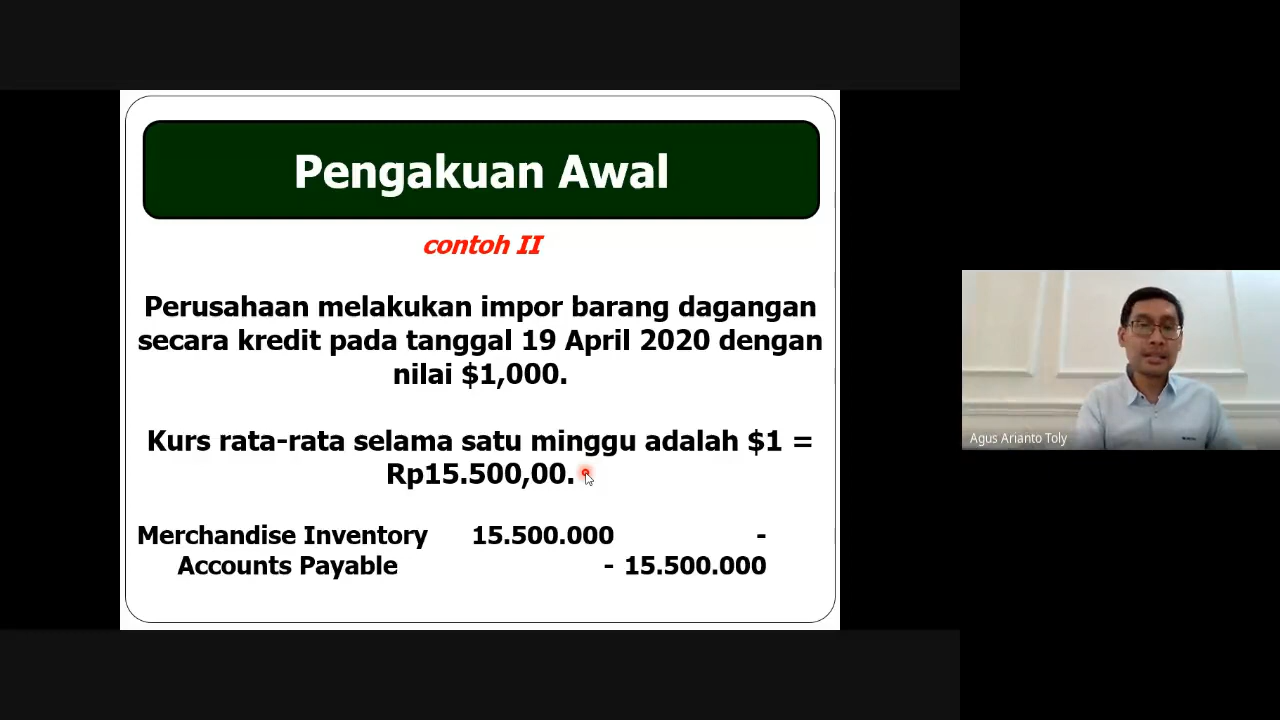 Pengakuan Awal
contoh II
Perusahaan melakukan impor barang dagangan
secara kredit pada tanggal 19 April 2020 dengan
nilai $1,000.
Kurs rata-rata selama satu minggu adalah $1 =
Rp15.500,00.
Merchandise Inventory 15.500.000 -
Accounts Payable - 15.500.000
Agus Arianto Toly